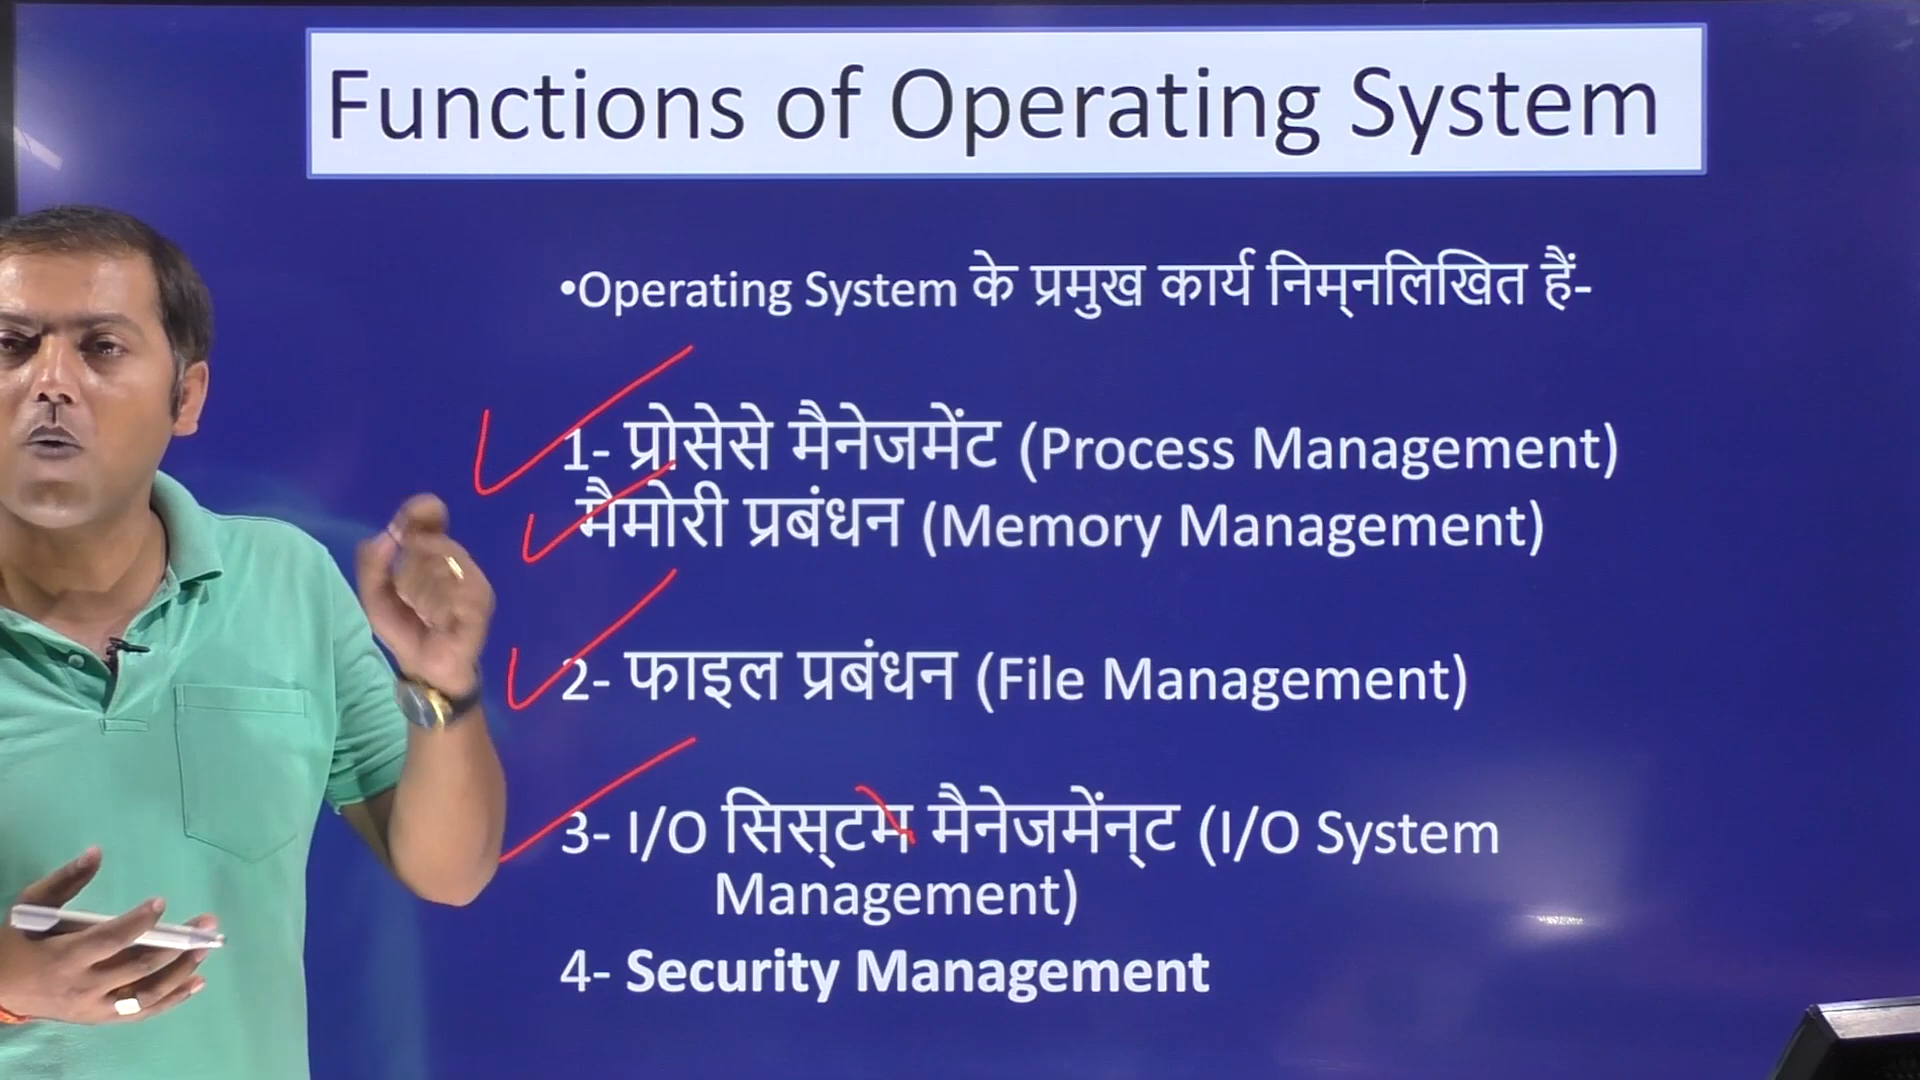 Functions of Operating System
•Operating System के प्रमुख कार्य निम्नलिखित हैं-
1- प्रोसेसे मैनेजमेंट (Process Management)
मैमोरी प्रबंधन (Memory Management)
2- फाइल प्रबंधन (File Management)
3- I/O सिस्टम मैनेजमेंन्ट (I/O System
Management)
4- Security Management